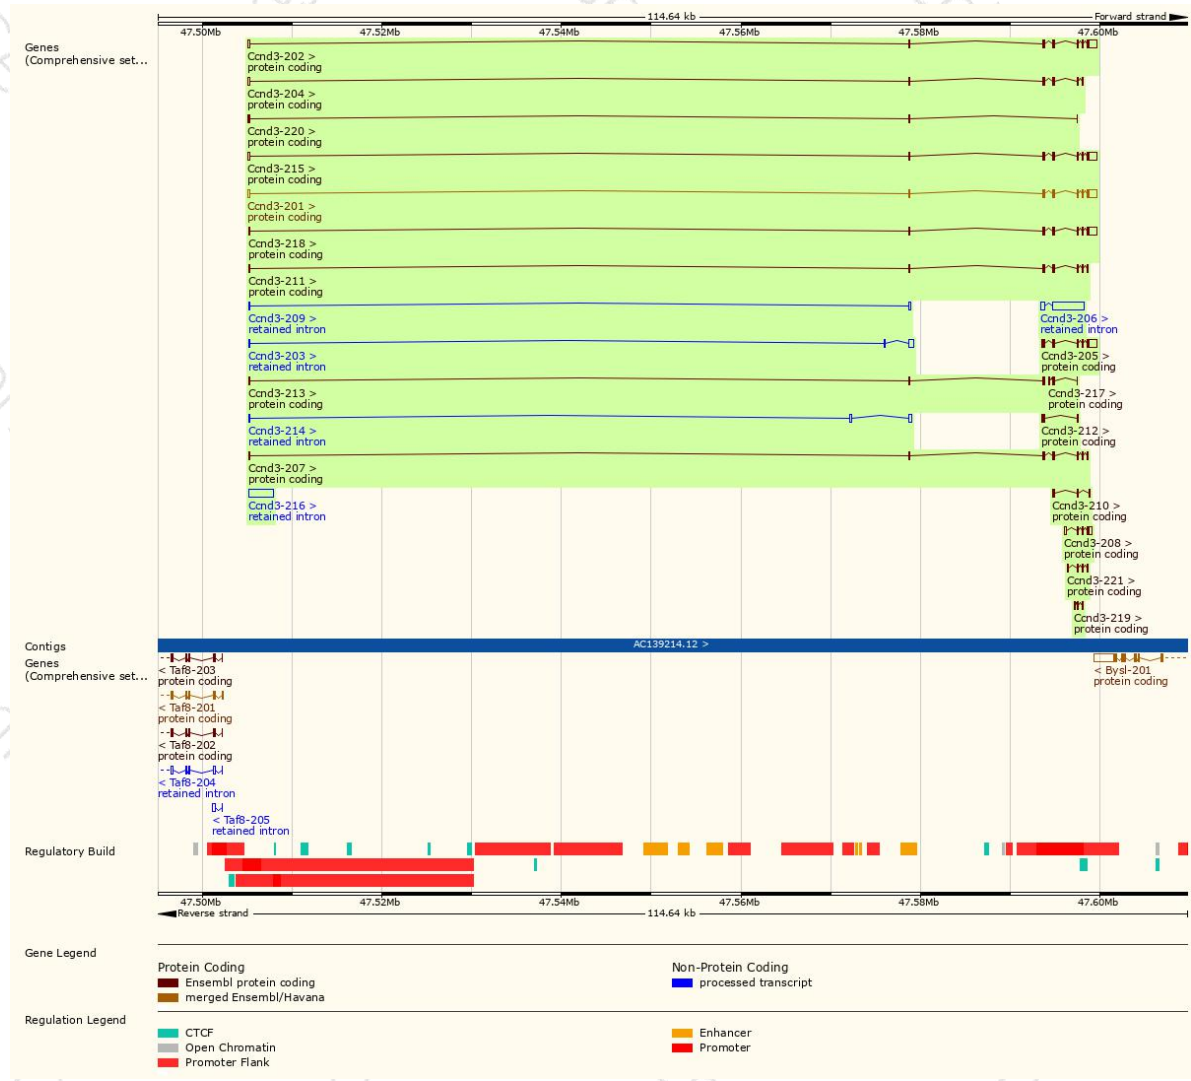 114.64 kb
Forward strand
47.50Mb 47.52Mb 47.54Mb 47.56Mb 47.58Mb 47.60Mb
Genes
(Comprehensive set...
Ccnd3-202 >
protein coding
Ccnd3-204 >
protein coding
Ccnd3-220 >
protein coding
Ccnd3-215 >
protein coding
Ccnd3-201 >
protein coding
Ccnd3-218 >
protein coding
Ccnd3-211 >
protein coding
Ccnd3-209 > Ccnd3-206 >
retained intron retained intron
Ccnd3-203 > Ccnd3-205 >
retained intron protein coding
Ccnd3-213 > Ccnd3-217 >
protein coding protein coding
Ccnd3-214 > Ccnd3-212 >
retained intron protein coding
Ccnd3-207 >
protein coding
Ccnd3-216 > Ccnd3-210 >
retained intron protein coding
Ccnd3-208 >
protein coding
Ccnd3-221 >
protein coding
Ccnd3-219 >
protein coding
Contigs AC139214.12 >
Genes
(Comprehensive set...
< Taf8-203 < Bysl-201
protein coding protein coding
< Taf8-201
protein coding
< Taf8-202
protein coding
< Taf8-204
retained intron
< Taf8-205
retained intron
Regulatory Build
47.50Mb 47.52Mb 47.54Mb 47.56Mb 47.58Mb 47.60Mb
Reverse strand 114.64 kb
Gene Legend
Protein Coding Non-Protein Coding
Ensembl protein coding processed transcript
merged Ensembl/Havana
Regulation Legend
CTCF Enhancer
Open Chromatin Promoter
Promoter Flank